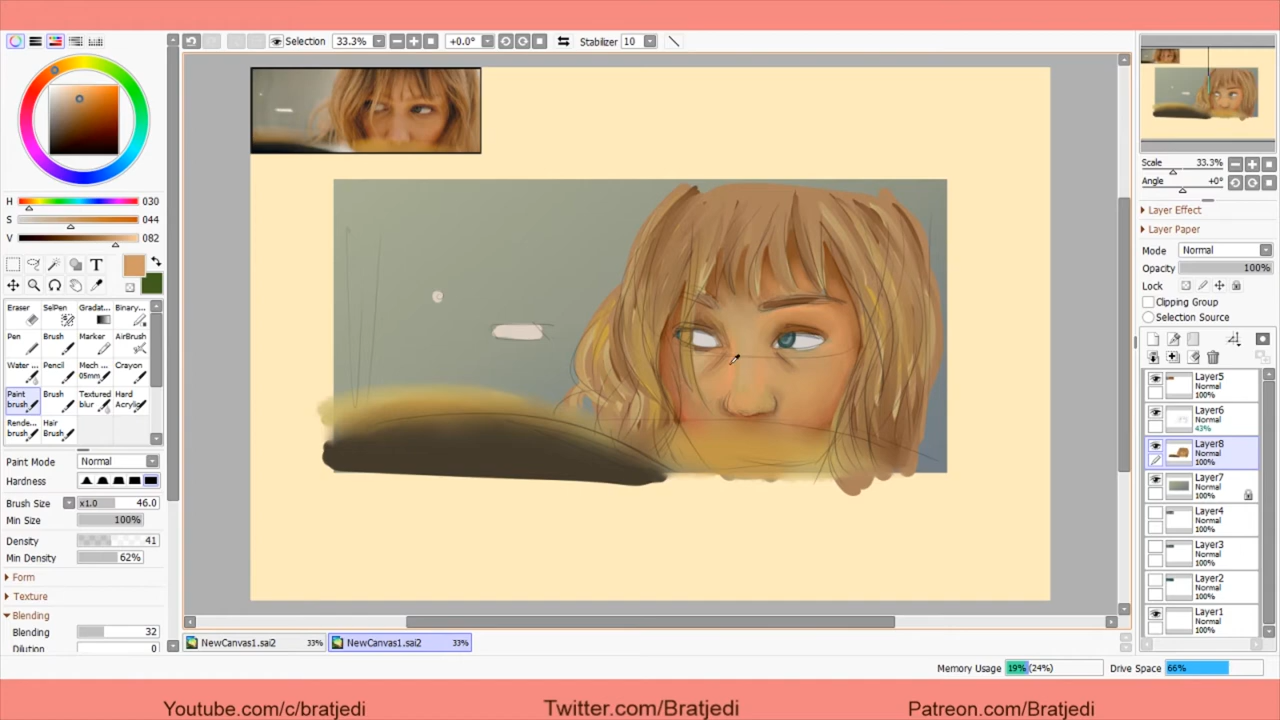 Selection 33.3% +0.0° Stabilizer 10
H 030
S 044
V 082
T
Eraser SelPen Gradat... Binary...
Pen Brush Marker AirBrush
Water ... Pencil Mech ... 05mm Crayon
Paint brush Brush Textured blur Hard Acrylic
Rende... brush Hair Brush
Paint Mode Normal
Hardness
Brush Size x1.0 46.0
Min Size 100%
Density 41
Min Density 62%
Form
Texture
Blending
Blending 32
Dilution 0
NewCanvas1.sai2 33% NewCanvas1.sai2 33%
Scale 33.3%
Angle +0°
Layer Effect
Layer Paper
Mode Normal
Opacity 100%
Lock
Clipping Group
Selection Source
Layer5
Normal
100%
Layer6
Normal
43%
Layer8
Normal
100%
Layer7
Normal
100%
Layer4
Normal
100%
Layer3
Normal
100%
Layer2
Normal
100%
Layer1
Normal
100%
Memory Usage 19% (24%) Drive Space 66%
Youtube.com/c/bratjedi Twitter.com/Bratjedi Patreon.com/Bratjedi